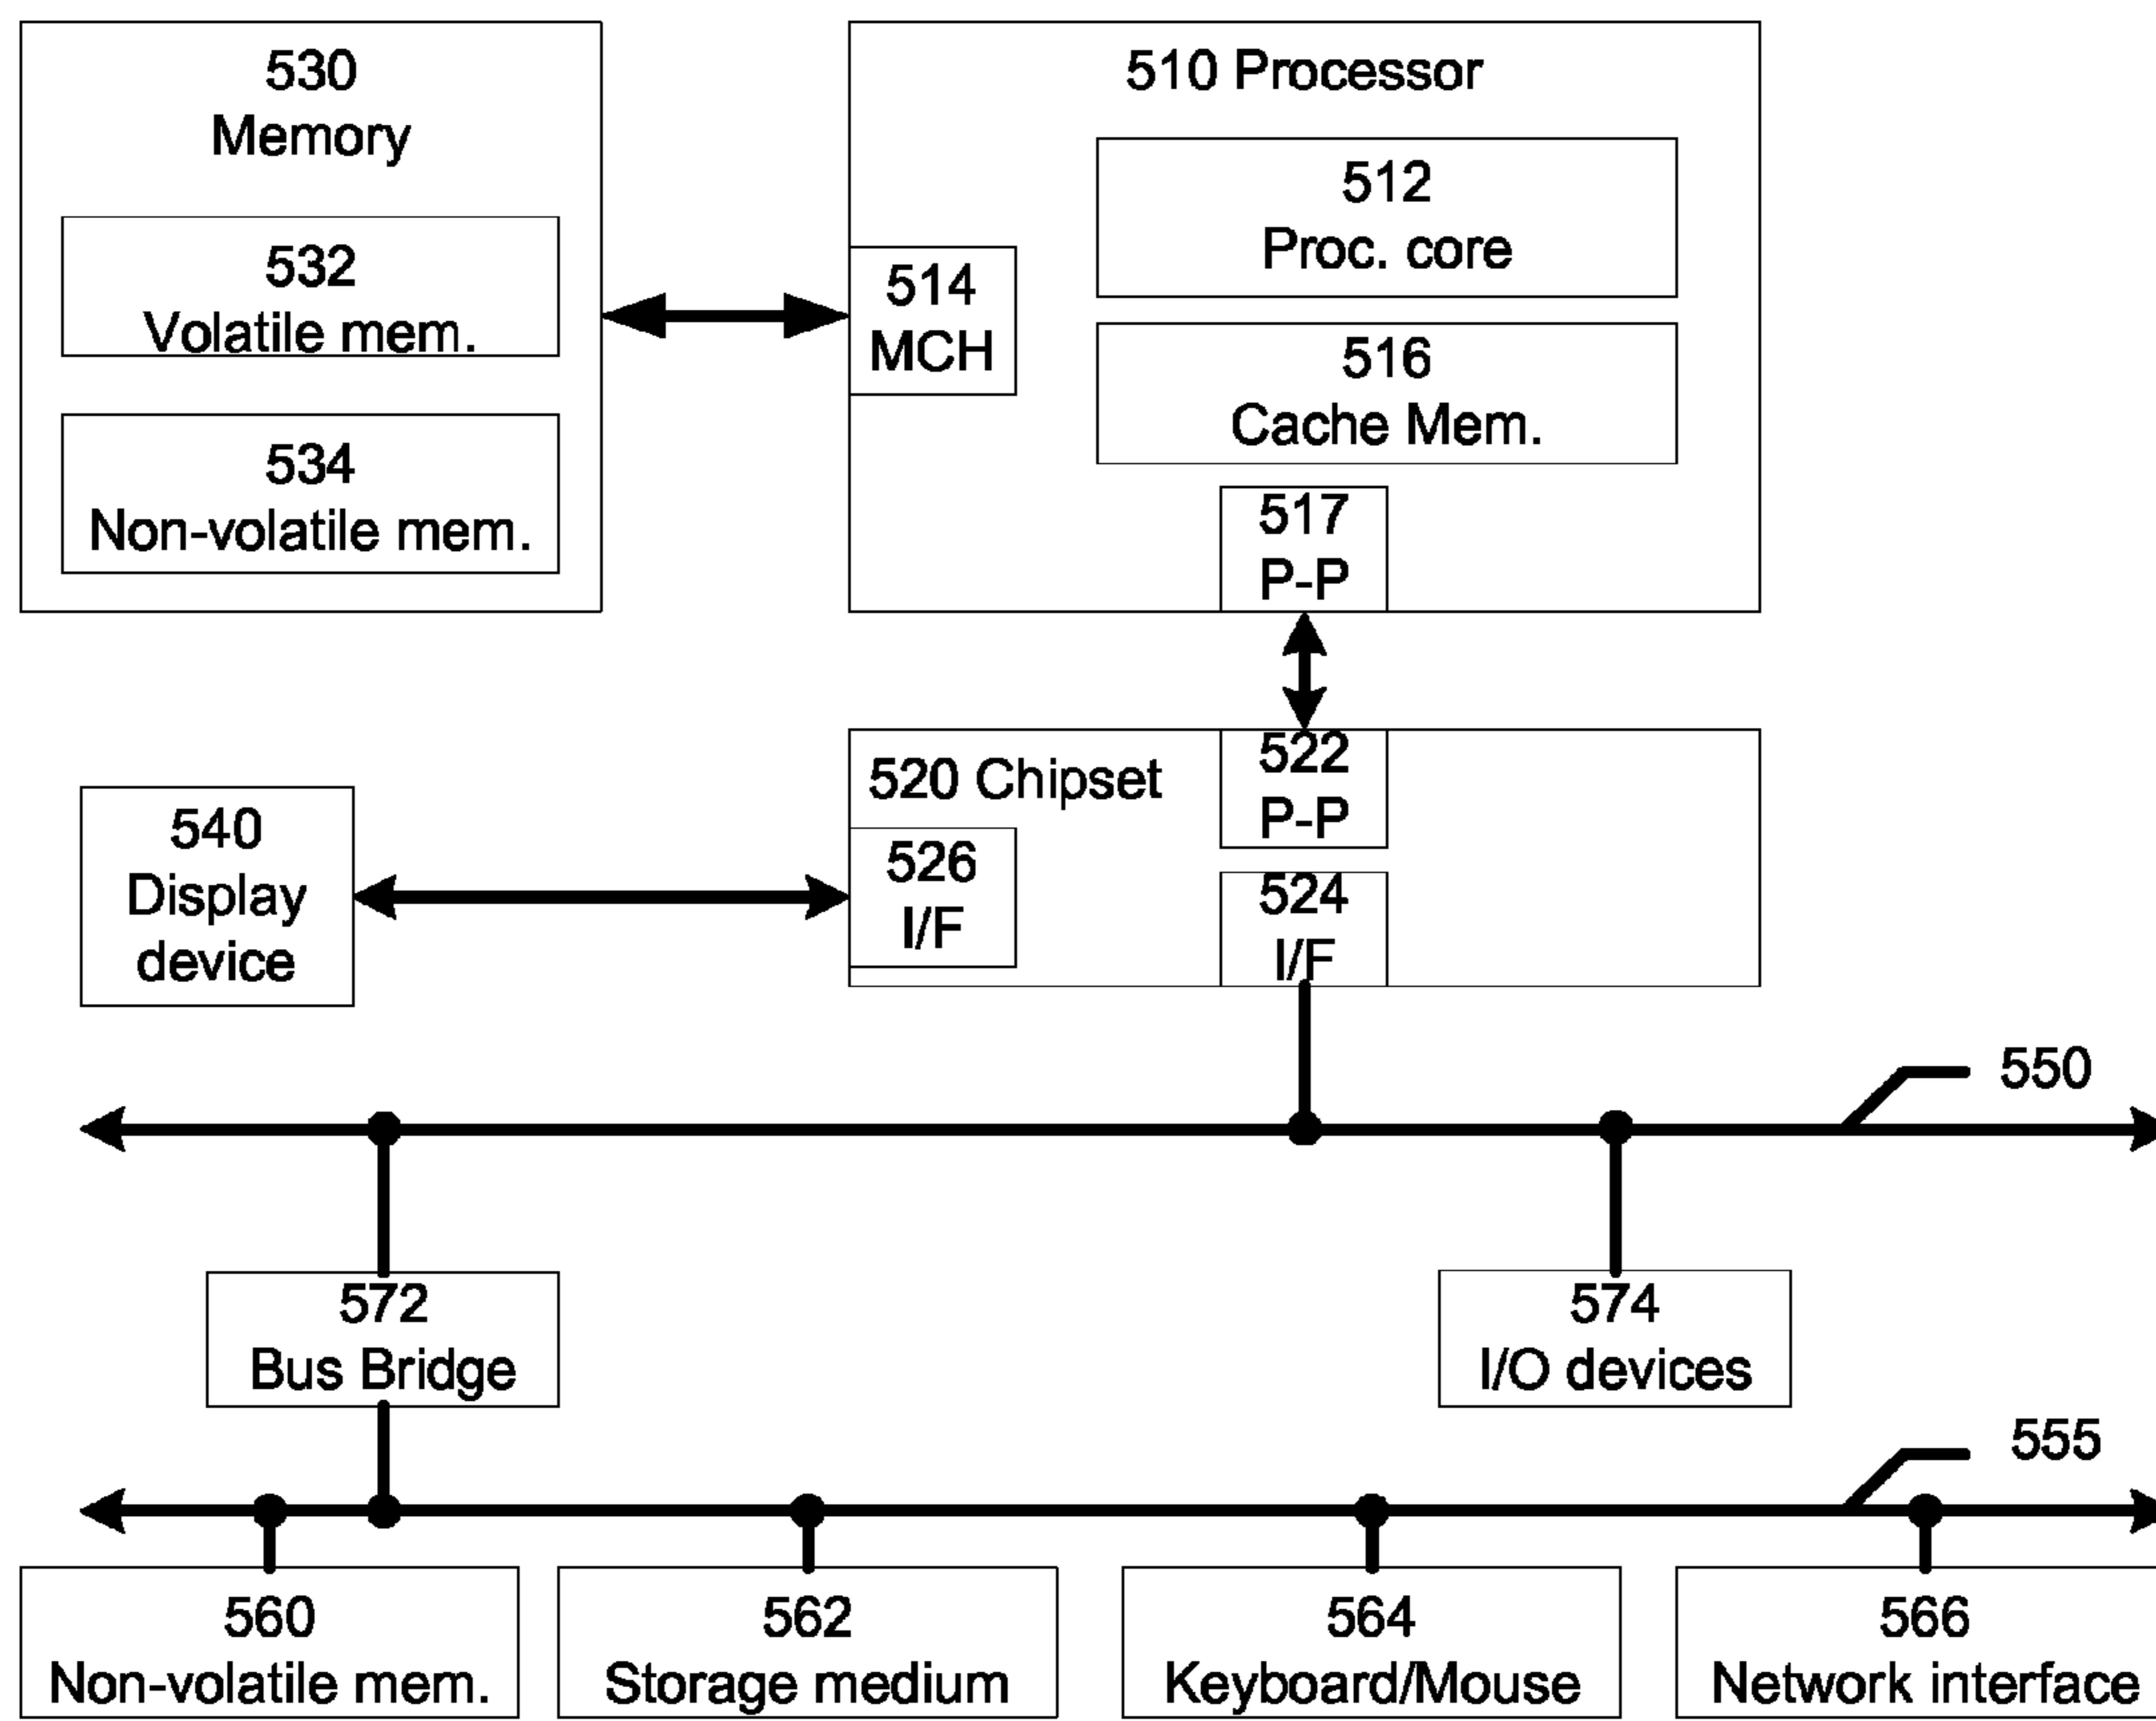 530
Memory
532
Volatile mem.
534
Non-volatile mem.
510 Processor
512
Proc. core
514
MCH
516
Cache Mem.
517
P-P
520 Chipset
522
P-P
526
I/F
524
I/F
540
Display
device
550
572
Bus Bridge
574
I/O devices
555
560
Non-volatile mem.
562
Storage medium
564
Keyboard/Mouse
566
Network interface